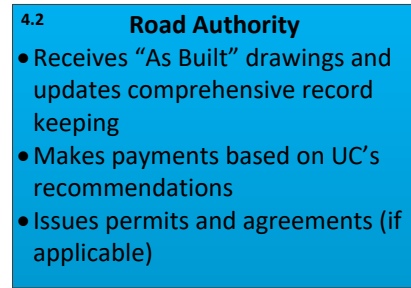 4.2 Road Authority
• Receives “As Built” drawings and
updates comprehensive record
keeping
• Makes payments based on UC’s
recommendations
• Issues permits and agreements (if
applicable)